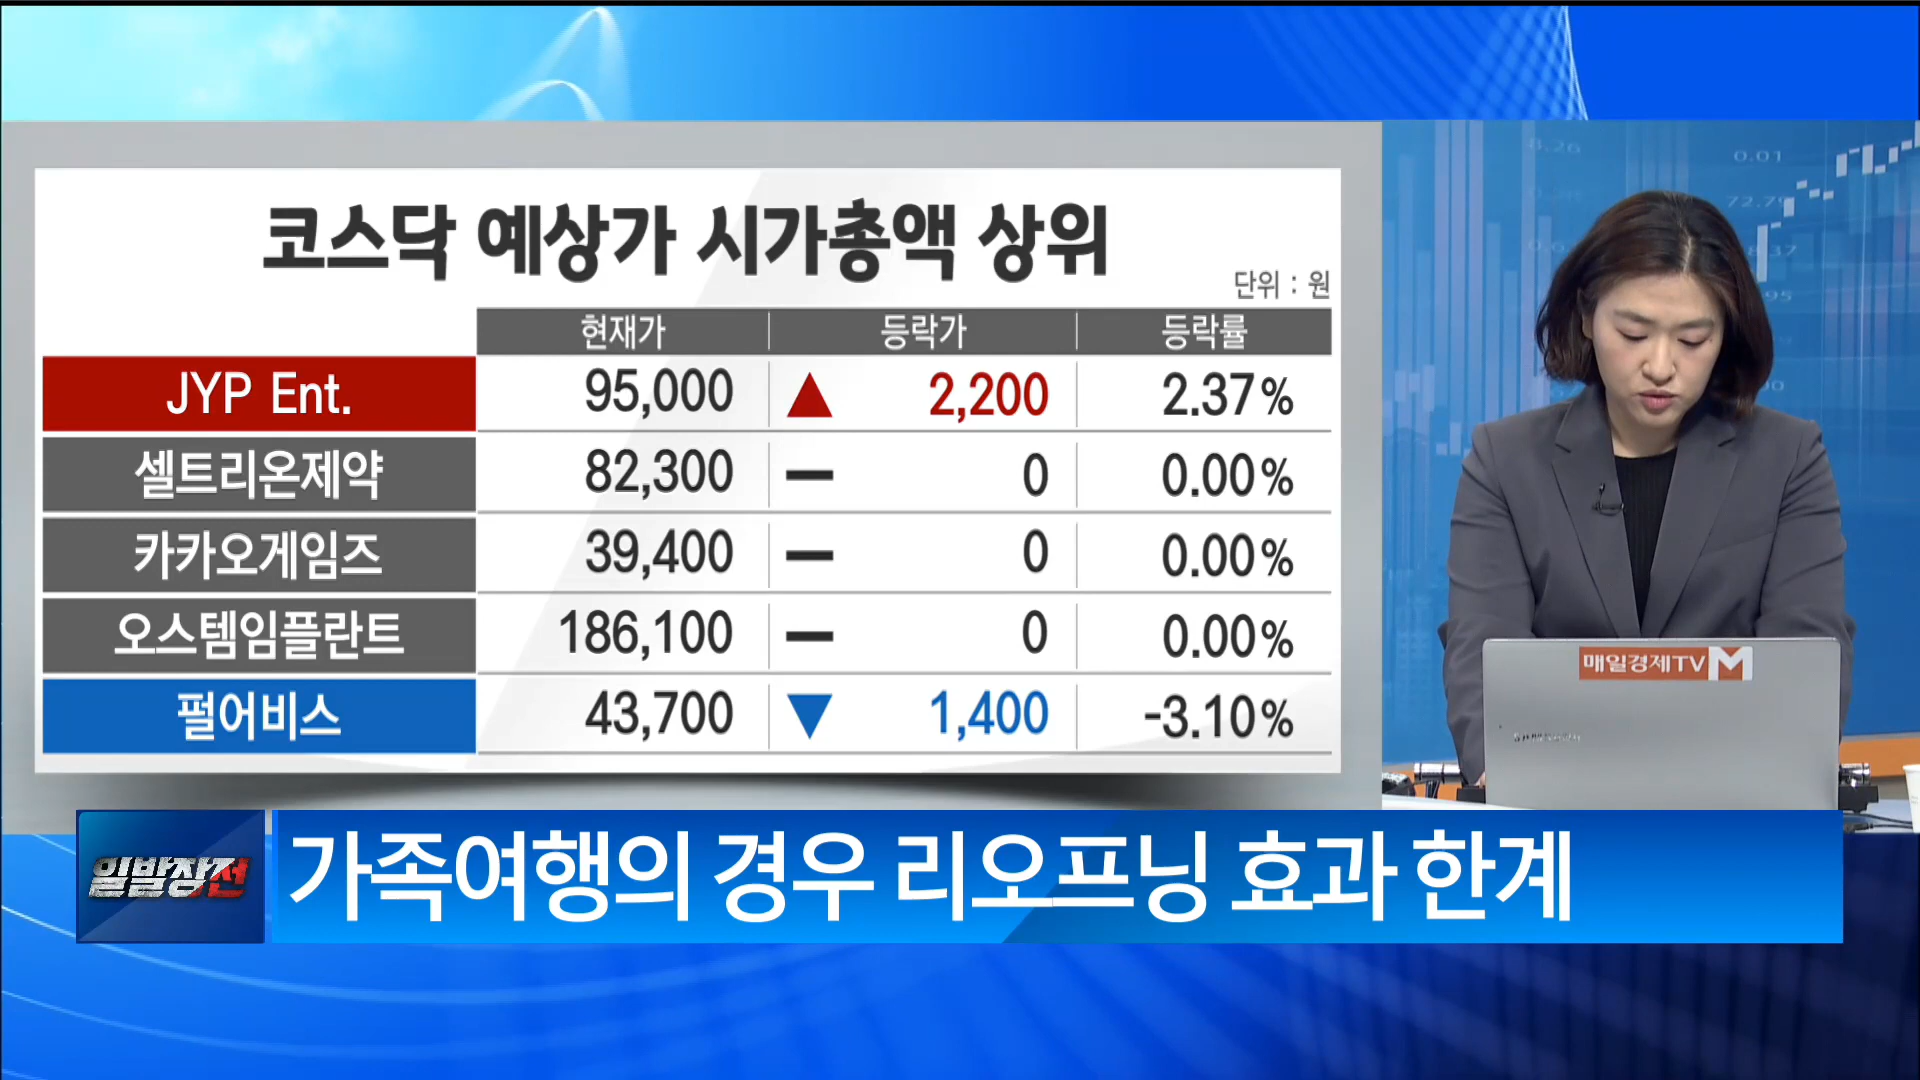 코스닥 예상가 시가총액 상위
단위 : 원
현재가 등락가 등락률
JYP Ent. 95,000 ▲ 2,200 2.37%
셀트리온제약 82,300 － 0 0.00%
카카오게임즈 39,400 － 0 0.00%
오스템임플란트 186,100 － 0 0.00%
펄어비스 43,700 ▼ 1,400 -3.10%
8.26
0.01
매일경제TV M
일발장전
가족여행의 경우 리오프닝 효과 한계